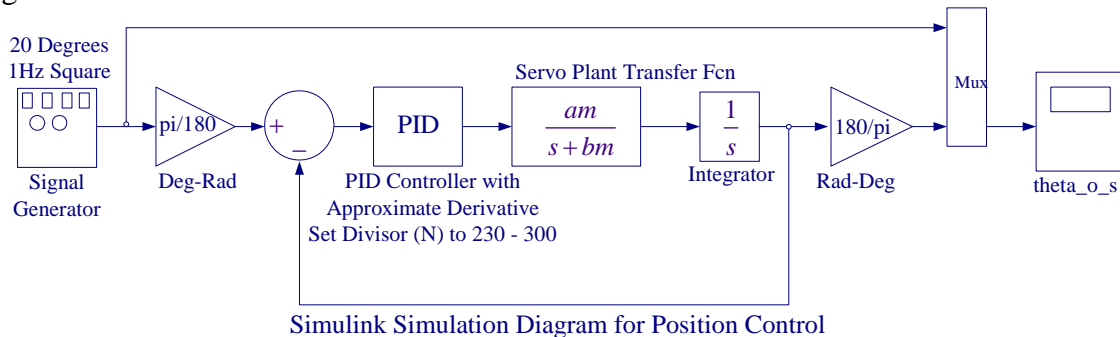 g
20 Degrees
1Hz Square
Signal
Generator
pi/180
Deg-Rad
+
−
PID
PID Controller with
Approximate Derivative
Set Divisor (N) to 230 - 300
Servo Plant Transfer Fcn
am
s + bm
1
s
Integrator
180/pi
Rad-Deg
Mux
theta_o_s
Simulink Simulation Diagram for Position Control